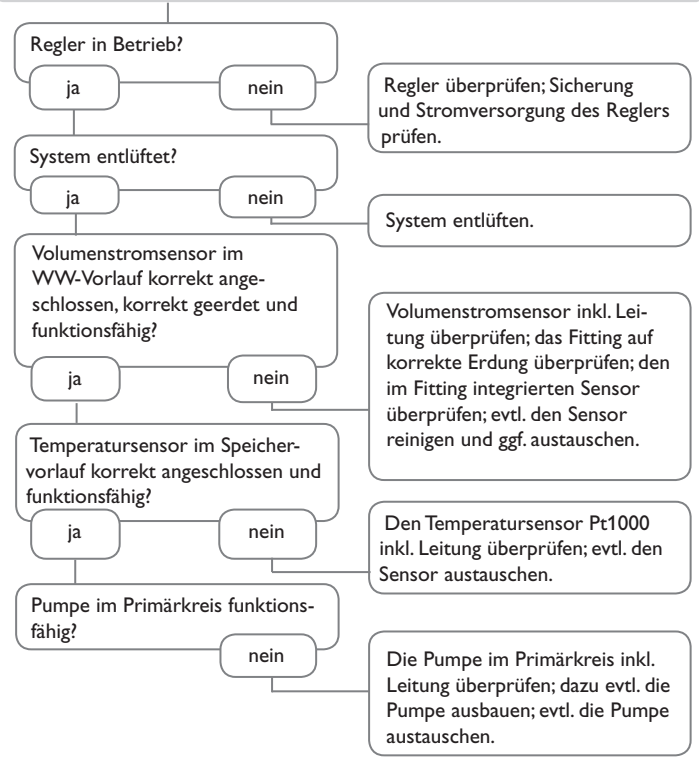 Regler in Betrieb?
ja
nein
Regler überprüfen; Sicherung
und Stromversorgung des Reglers
prüfen.
System entlüftet?
ja
nein
System entlüften.
Volumenstromsensor im
WW-Vorlauf korrekt ange-
schlossen, korrekt geerdet und
funktionsfähig?
ja
nein
Volumenstromsensor inkl. Lei-
tung überprüfen; das Fitting auf
korrekte Erdung überprüfen; den
im Fitting integrierten Sensor
überprüfen; evtl. den Sensor
reinigen und ggf. austauschen.
Temperatursensor im Speicher-
vorlauf korrekt angeschlossen und
funktionsfähig?
ja
nein
Den Temperatursensor Pt1000
inkl. Leitung überprüfen; evtl. den
Sensor austauschen.
Pumpe im Primärkreis funktions-
fähig?
nein
Die Pumpe im Primärkreis inkl.
Leitung überprüfen; dazu evtl. die
Pumpe ausbauen; evtl. die Pumpe
austauschen.